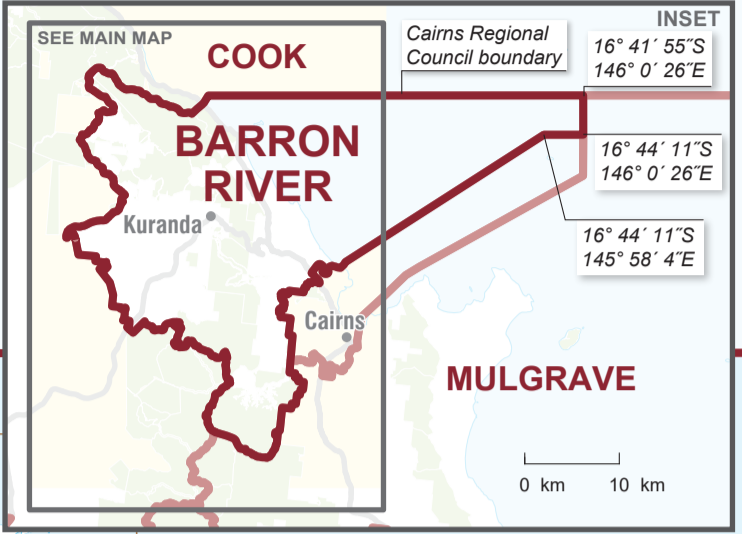 INSET
SEE MAIN MAP
COOK
Cairns Regional
Council boundary
16° 41´ 55˝S
146° 0´ 26˝E
BARRON
RIVER
16° 44´ 11˝S
146° 0´ 26˝E
Kuranda
16° 44´ 11˝S
145° 58´ 4˝E
Cairns
MULGRAVE
0 km 10 km